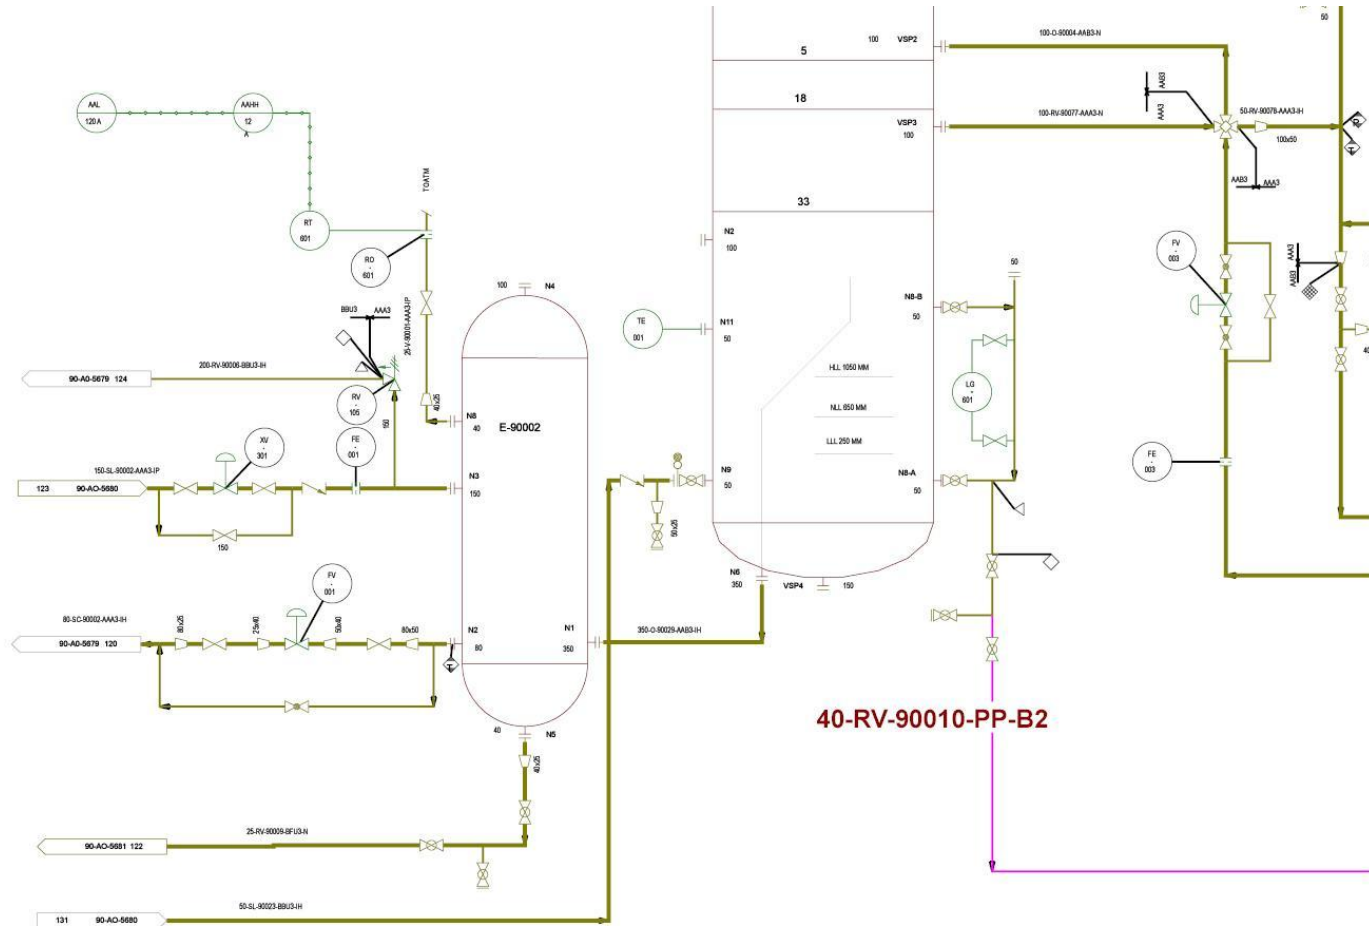 50
100 VSP2
100-O-90004-AAB3-N
5
AAB3
AAA3
AAL
120 A
AAHH
12
A
18
100-RV-90077-AAA3-N
50-RV-90078-AAA3-IH
VSP3
100
100x50
TOATM
AAB3
AAA3
33
RT
601
N2
100
FV
003
RO
601
AAA3
AAB3
50
100
N4
N8-B
50
BBU3
AAA3
25-V-90001-AAA3-IP
TE
001
N11
50
200-RV-90006-BBU3-IH
HLL 1050 MM
90-A0-5679 124
RV
105
40x25
LG
601
40
N8
40
E-90002
NLL 650 MM
150
XV
301
FE
001
LLL 250 MM
FE
003
150-SL-90002-AAA3-IP
N3
150
N9
50
N8-A
50
123 90-AO-5680
50x25
150
N6
350
VSP4
150
FV
001
80-SC-90002-AAA3-IH
80x25
25x40
50x40
80x50
N2
80
N1
350
350-O-90029-AAB3-IH
90-A0-5679 120
40-RV-90010-PP-B2
40
N5
40x25
25-RV-90009-BFU3-N
90-AO-5681 122
50-SL-90023-BBU3-IH
131 90-AO-5680